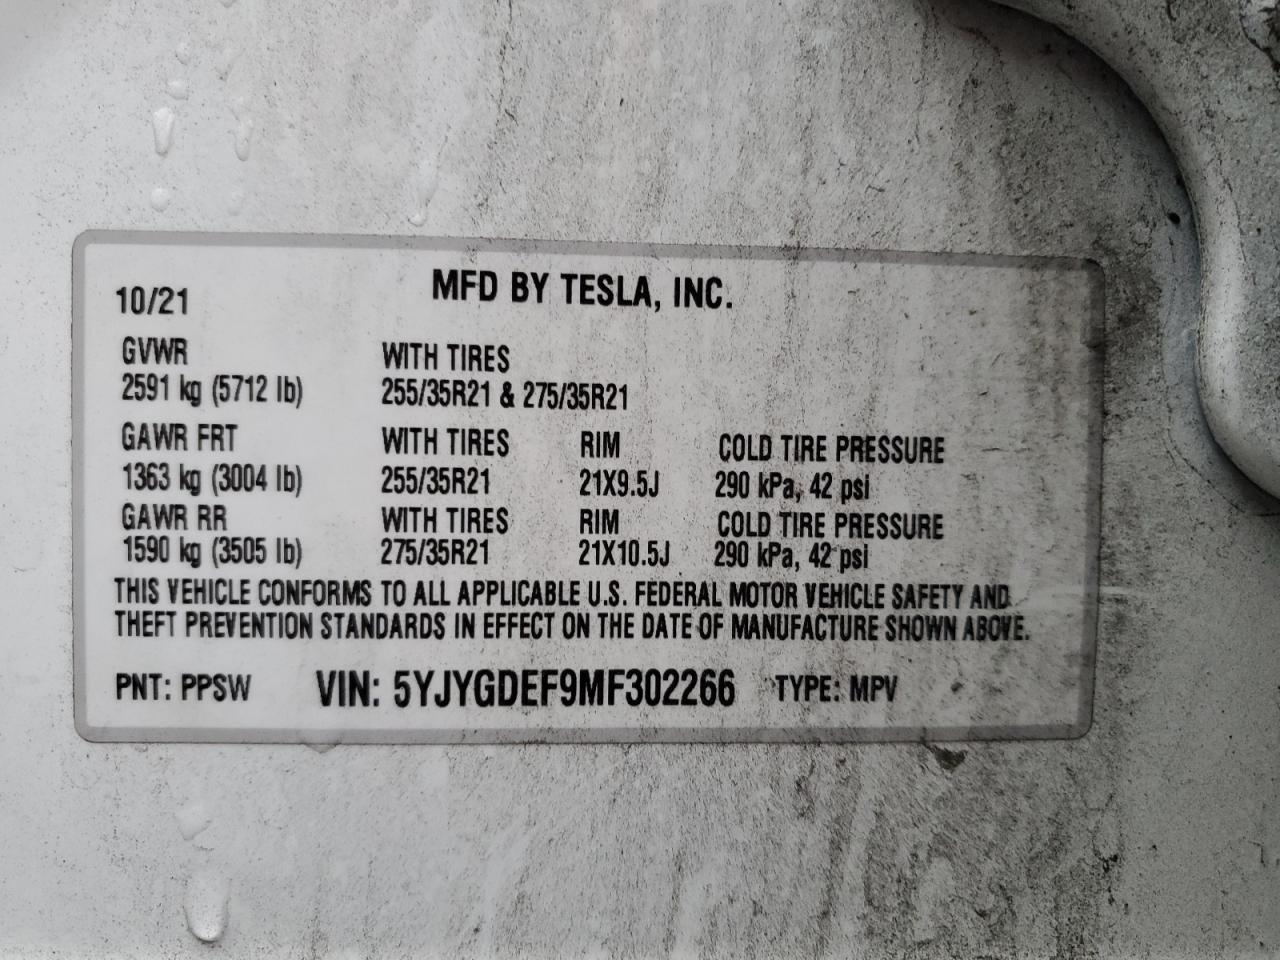 MFD BY TESLA, INC.
10/21
GVWR WITH TIRES
2591 kg (5712 lb) 255/35R21 & 275/35R21
GAWR FRT WITH TIRES RIM COLD TIRE PRESSURE
1363 kg (3004 lb) 255/35R21 21X9.5J 290 kPa, 42 psi
GAWR RR WITH TIRES RIM COLD TIRE PRESSURE
1590 kg (3505 lb) 275/35R21 21X10.5J 290 kPa, 42 psi
THIS VEHICLE CONFORMS TO ALL APPLICABLE U.S. FEDERAL MOTOR VEHICLE SAFETY AND
THEFT PREVENTION STANDARDS IN EFFECT ON THE DATE OF MANUFACTURE SHOWN ABOVE.
PNT: PPSW VIN: 5YJYGDEF9MF302266 TYPE: MPV